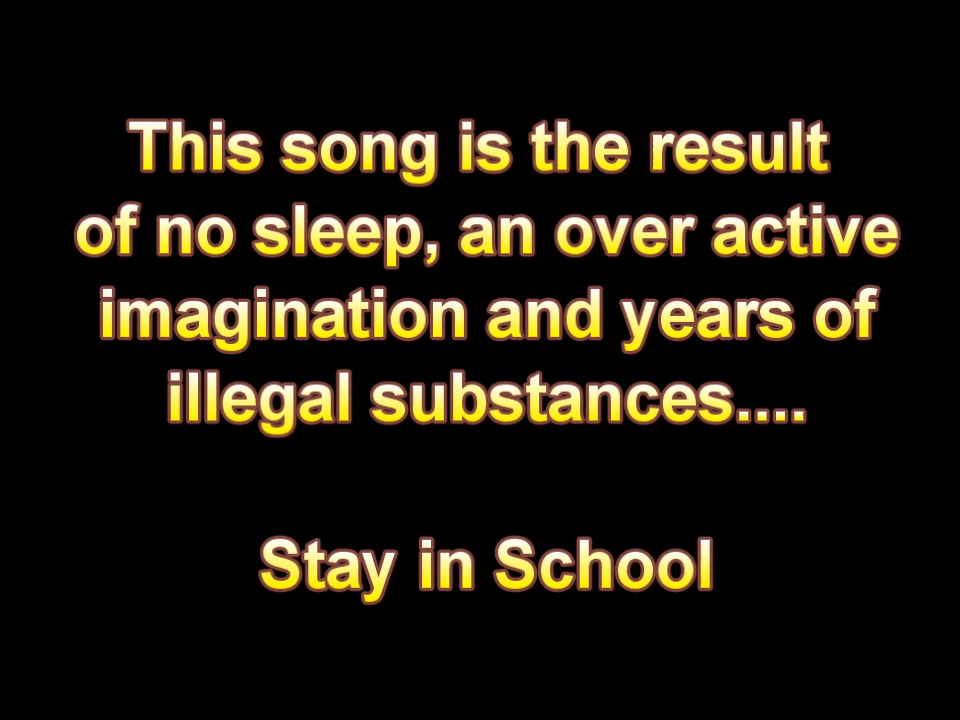 This song is the result
of no sleep, an over active
imagination and years of
illegal substances....
Stay in School